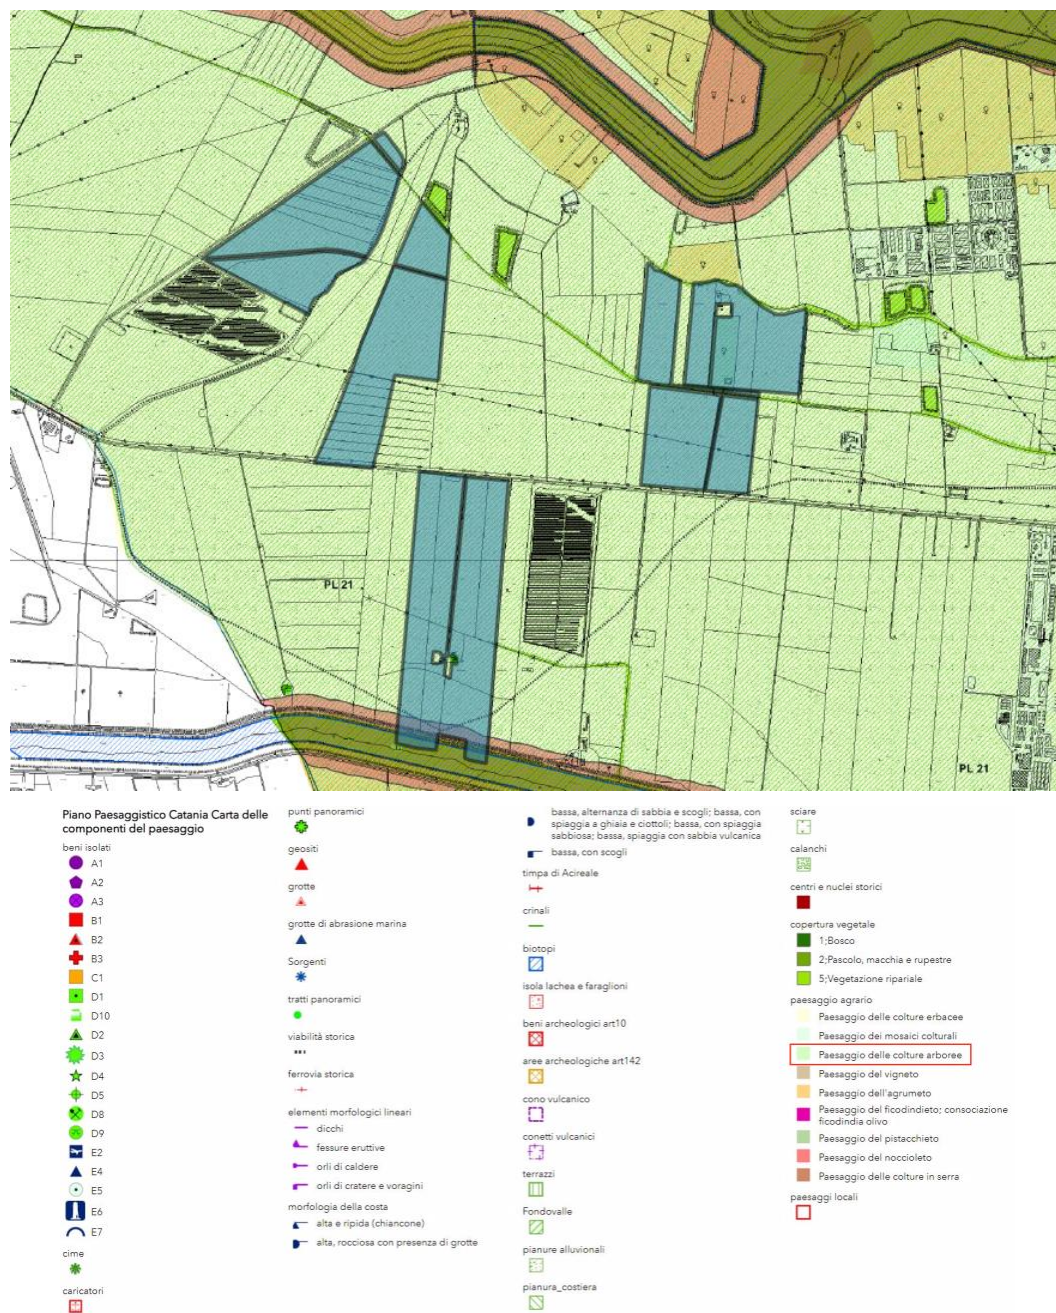 PL 21
PL 21
Piano Paesaggistico Catania Carta delle
componenti del paesaggio
beni isolati
A1
A2
A3
B1
B2
B3
C1
D1
D10
D2
D3
D4
D5
D8
D9
E2
E4
E5
E6
E7
cime
caricatori
punti panoramici
geositi
grotte
grotte di abrasione marina
Sorgenti
tratti panoramici
viabilità storica
ferrovia storica
elementi morfologici lineari
dicchi
fessure eruttive
orli di caldere
orli di cratere e voragini
morfologia della costa
alta e ripida (chiancone)
alta, rocciosa con presenza di grotte
bassa, alternanza di sabbia e scogli; bassa, con
spiaggia a ghiaia e ciottoli; bassa, con spiaggia
sabbiosa; bassa, spiaggia con sabbia vulcanica
bassa, con scogli
timpa di Acireale
crinali
biotopi
isola lachea e faraglioni
beni archeologici art10
aree archeologiche art142
cono vulcanico
conetti vulcanici
terrazzi
Fondovalle
pianure alluvionali
pianura_costiera
sciare
calanchi
centri e nuclei storici
copertura vegetale
1;Bosco
2;Pascolo, macchia e rupestre
5;Vegetazione ripariale
paesaggio agrario
Paesaggio delle colture erbacee
Paesaggio dei mosaici colturali
Paesaggio delle colture arboree
Paesaggio del vigneto
Paesaggio dell'agrumeto
Paesaggio del ficodindieto; consociazione
ficodindia olivo
Paesaggio del pistacchieto
Paesaggio del noccioleto
Paesaggio delle colture in serra
paesaggi locali